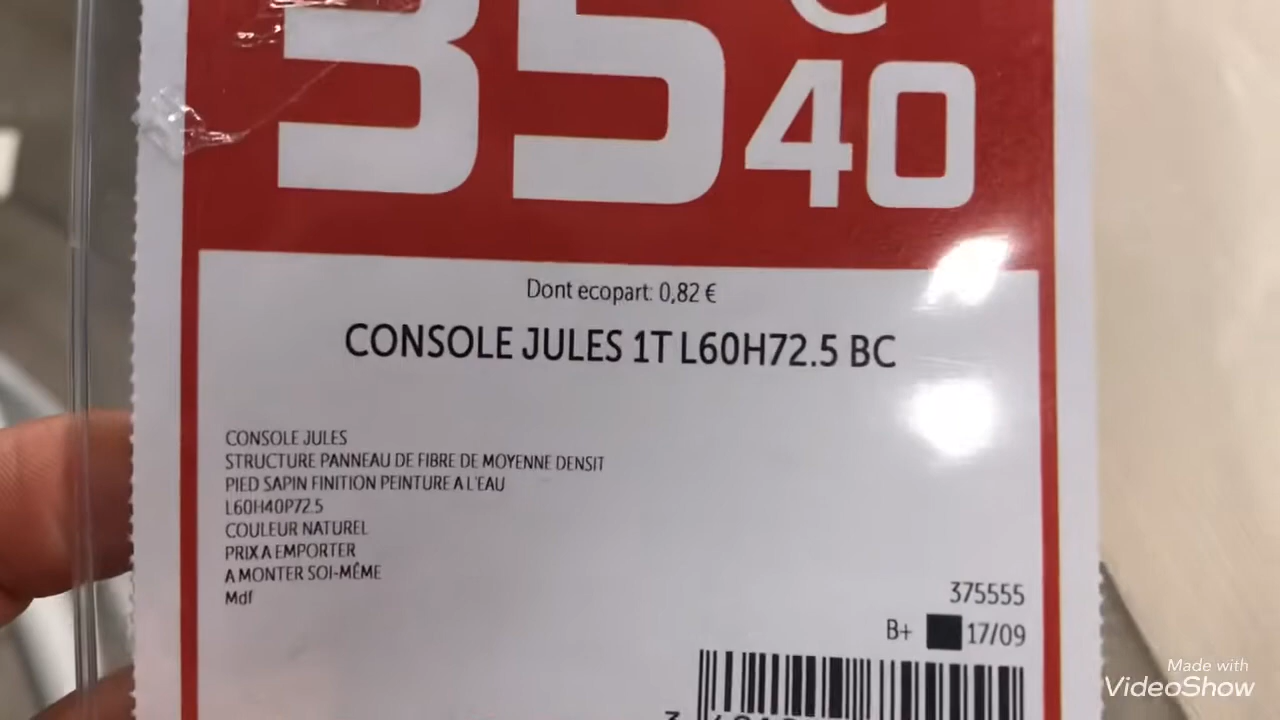 35 € 40
Dont ecopart: 0,82 €
CONSOLE JULES 1T L60H72.5 BC
CONSOLE JULES
STRUCTURE PANNEAU DE FIBRE DE MOYENNE DENSIT
PIED SAPIN FINITION PEINTURE A L'EAU
L60H40P72.5
COULEUR NATUREL
PRIX A EMPORTER
A MONTER SOI-MÊME
Mdf
375555
B+ 17/09
Made with
VideoShow